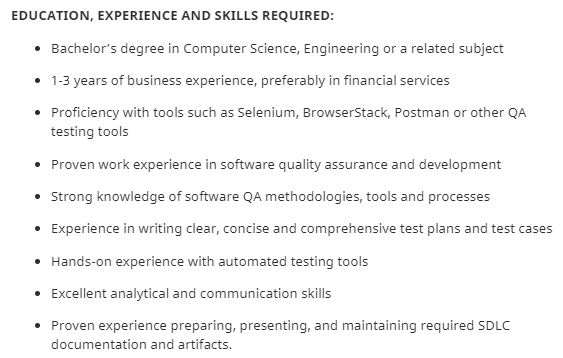 EDUCATION, EXPERIENCE AND SKILLS REQUIRED:
• Bachelor's degree in Computer Science, Engineering or a related subject
• 1-3 years of business experience, preferably in financial services
• Proficiency with tools such as Selenium, BrowserStack, Postman or other QA
testing tools
• Proven work experience in software quality assurance and development
• Strong knowledge of software QA methodologies, tools and processes
• Experience in writing clear, concise and comprehensive test plans and test cases
• Hands-on experience with automated testing tools
• Excellent analytical and communication skills
• Proven experience preparing, presenting, and maintaining required SDLC
documentation and artifacts.